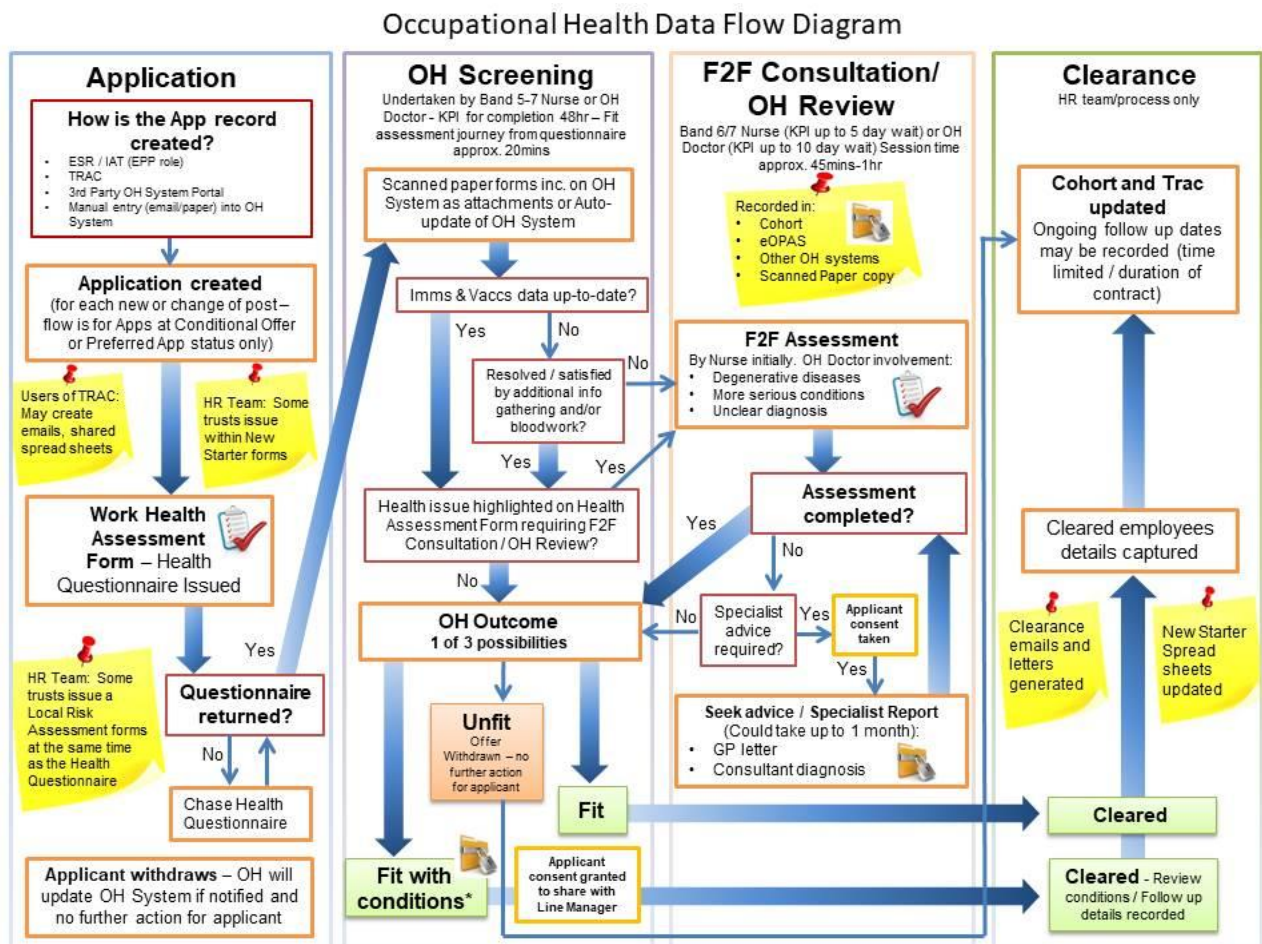 Occupational Health Data Flow Diagram
Application
How is the App record
created?
• ESR / IAT (EPP role)
• TRAC
• 3rd Party OH System Portal
• Manual entry (email/paper) into OH
System
Application created
(for each new or change of post –
flow is for Apps at Conditional Offer
or Preferred App status only)
Users of TRAC:
May create
emails, shared
spread sheets
HR Team: Some
trusts issue
within New
Starter forms
Work Health
Assessment
Form – Health
Questionnaire Issued
HR Team: Some
trusts issue a
Local Risk
Assessment forms
at the same time
as the Health
Questionnaire
Yes
Questionnaire
returned?
No
Chase Health
Questionnaire
Applicant withdraws – OH will
update OH System if notified and
no further action for applicant
OH Screening
Undertaken by Band 5-7 Nurse or OH
Doctor - KPI for completion 48hr – Fit
assessment journey from questionnaire
approx. 20mins
Scanned paper forms inc. on OH
System as attachments or Auto-
update of OH System
Imms & Vaccs data up-to-date?
Yes
No
Resolved / satisfied
by additional info
gathering and/or
bloodwork?
No
Yes
Yes
Health issue highlighted on Health
Assessment Form requiring F2F
Consultation / OH Review?
No
OH Outcome
1 of 3 possibilities
Unfit
Offer
Withdrawn – no
further action
for applicant
Fit
Fit with
conditions*
Applicant
consent granted
to share with
Line Manager
F2F Consultation/
OH Review
Band 6/7 Nurse (KPI up to 5 day wait) or OH
Doctor (KPI up to 10 day wait) Session time
approx. 45mins-1hr
Recorded in:
• Cohort
• eOPAS
• Other OH systems
• Scanned Paper copy
F2F Assessment
By Nurse initially. OH Doctor involvement:
• Degenerative diseases
• More serious conditions
• Unclear diagnosis
Assessment
completed?
Yes
No
Specialist
advice
required?
No
Yes
Applicant
consent
taken
Yes
Seek advice / Specialist Report
(Could take up to 1 month):
• GP letter
• Consultant diagnosis
Clearance
HR team/process only
Cohort and Trac
updated
Ongoing follow up dates
may be recorded (time
limited / duration of
contract)
Cleared employees
details captured
Clearance
emails and
letters
generated
New Starter
Spread
sheets
updated
Cleared
Cleared - Review
conditions / Follow up
details recorded